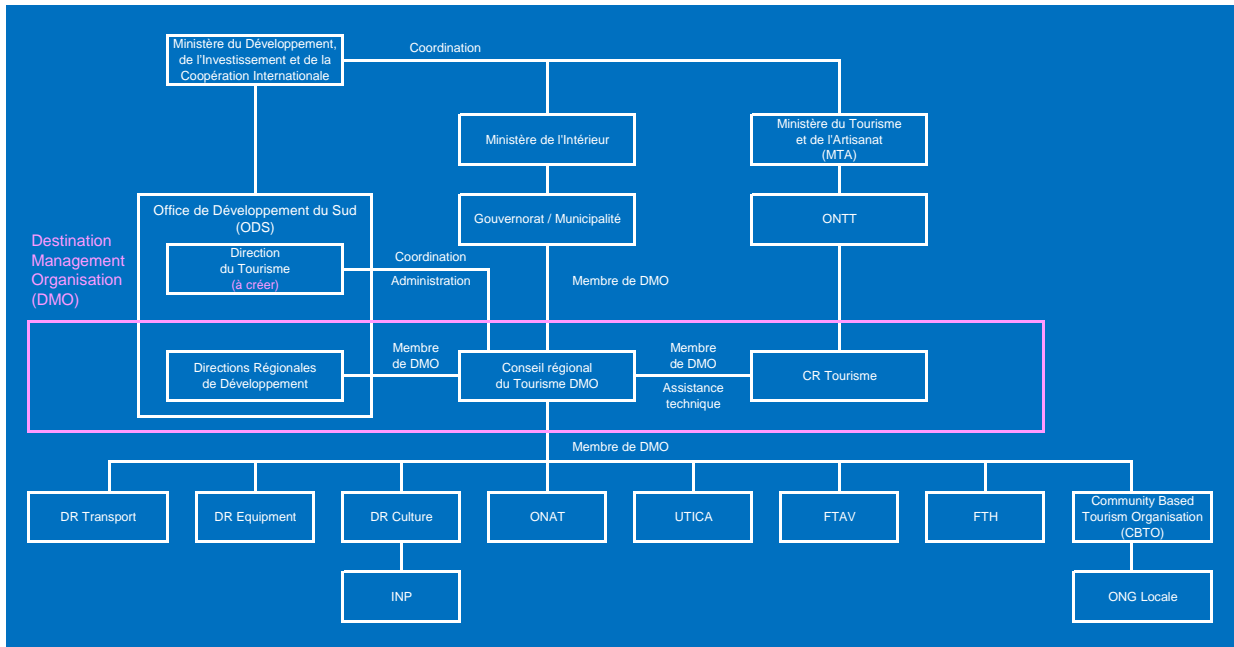 Ministère du Développement,
de l'Investissement et de la
Coopération Internationale
Coordination
Ministère de l'Intérieur
Ministère du Tourisme
et de l'Artisanat
(MTA)
Office de Développement du Sud
(ODS)
Gouvernorat / Municipalité
ONTT
Destination
Management
Organisation
(DMO)
Direction
du Tourisme
(à créer)
Coordination
Administration
Membre de DMO
Directions Régionales
de Développement
Membre
de DMO
Conseil régional
du Tourisme DMO
Membre
de DMO
Assistance
technique
CR Tourisme
Membre de DMO
DR Transport
DR Equipment
DR Culture
ONAT
UTICA
FTAV
FTH
Community Based
Tourism Organisation
(CBTO)
INP
ONG Locale